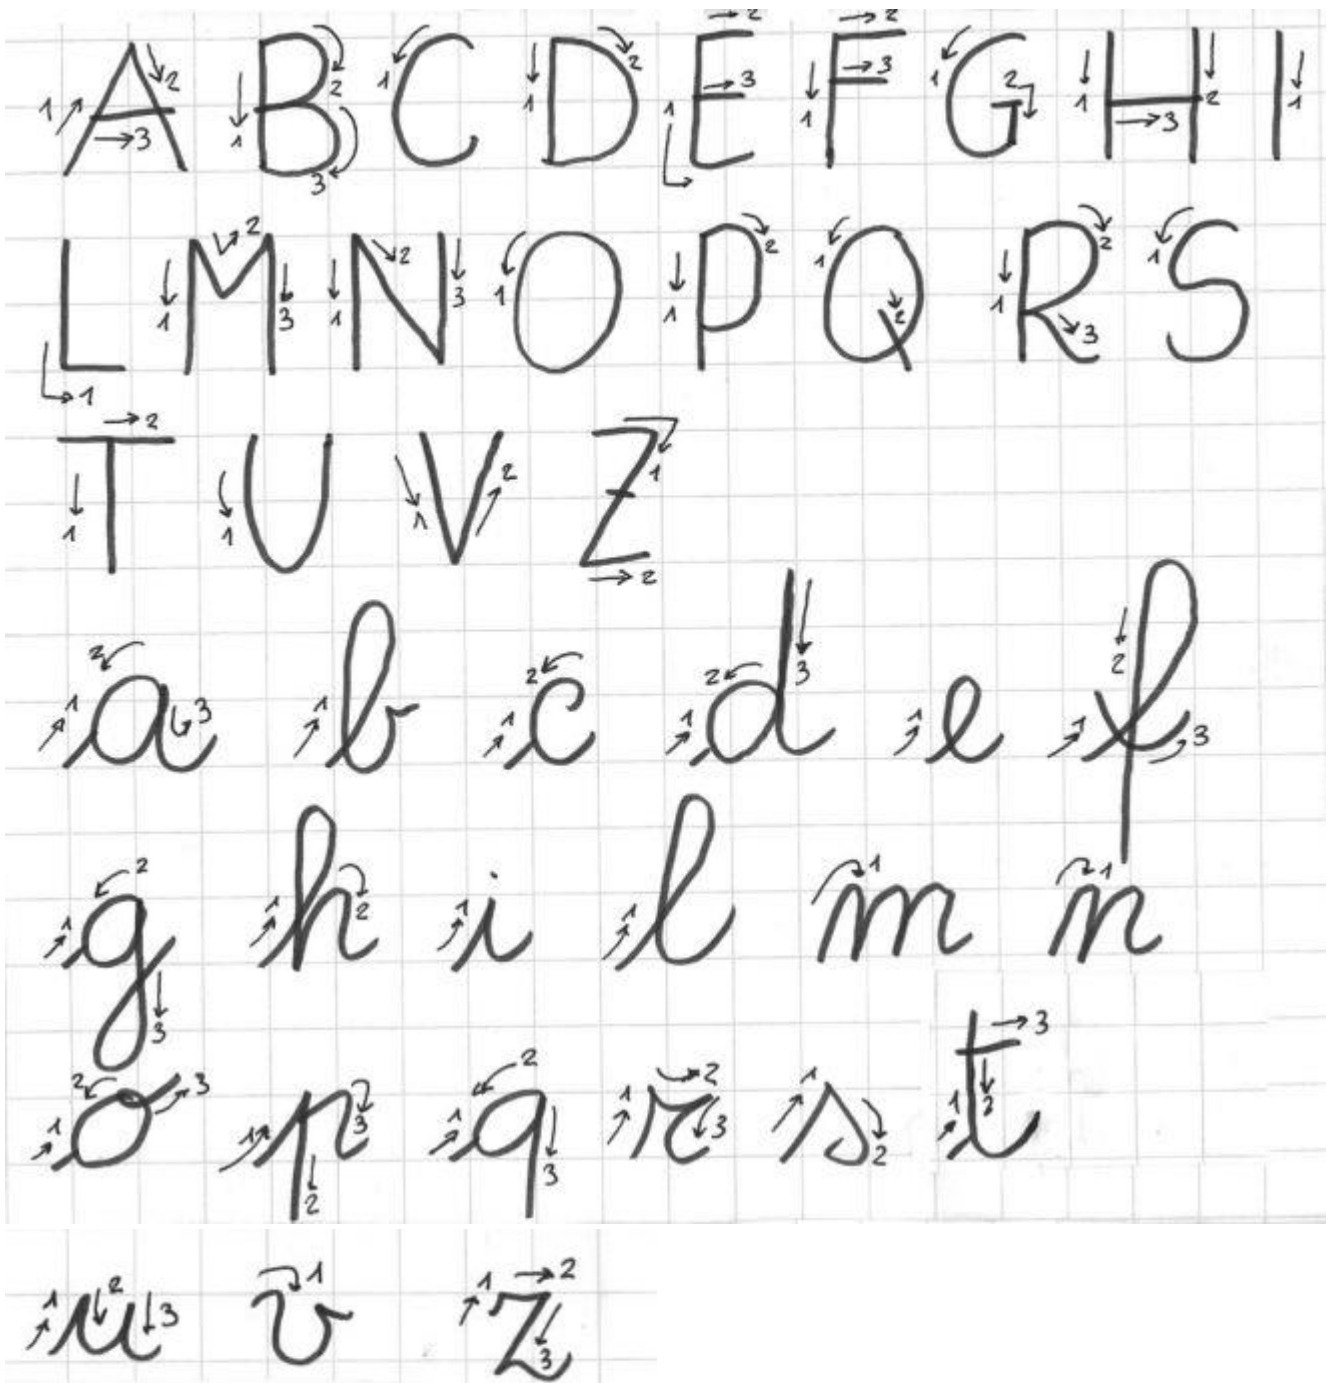 A B C D E F G H I
L M N O P Q R S
T U V Z
a b c d e f
g h i l m n
o p q r s t
u v z